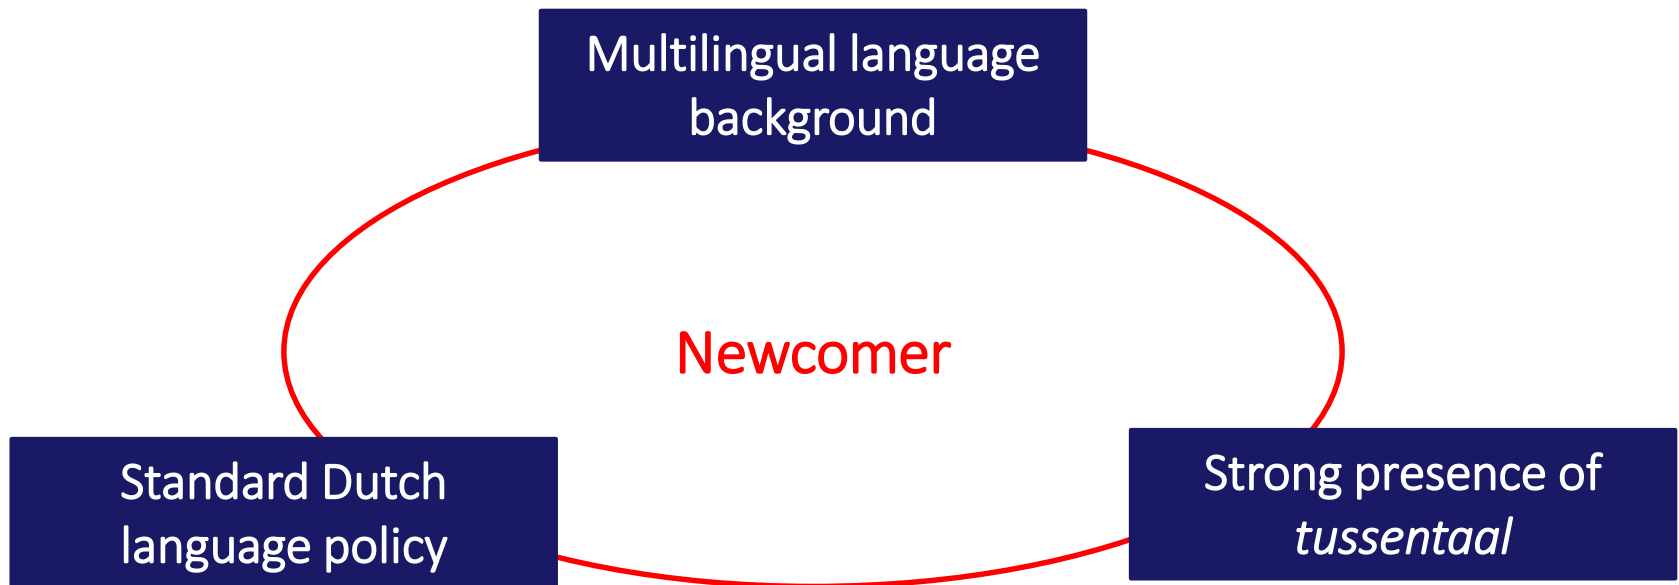 Multilingual language
background
Newcomer
Standard Dutch
language policy
Strong presence of
tussentaal